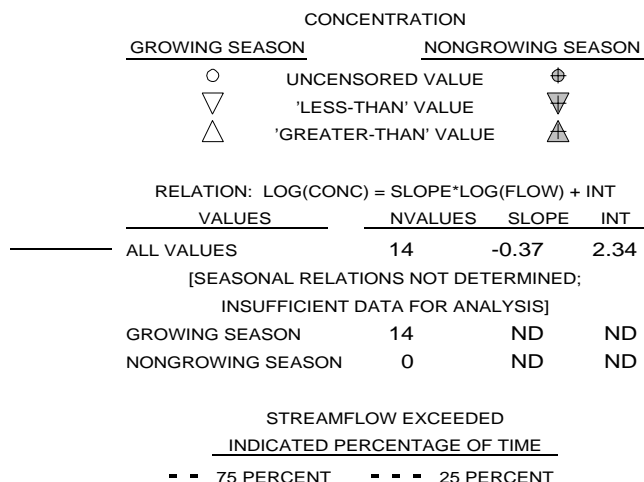 CONCENTRATION
GROWING SEASON NONGROWING SEASON
UNCENSORED VALUE
'LESS-THAN' VALUE
'GREATER-THAN' VALUE
RELATION: LOG(CONC) = SLOPE*LOG(FLOW) + INT
VALUES NVALUES SLOPE INT
ALL VALUES 14 -0.37 2.34
[SEASONAL RELATIONS NOT DETERMINED;
INSUFFICIENT DATA FOR ANALYSIS]
GROWING SEASON 14 ND ND
NONGROWING SEASON 0 ND ND
STREAMFLOW EXCEEDED
INDICATED PERCENTAGE OF TIME
75 PERCENT 25 PERCENT